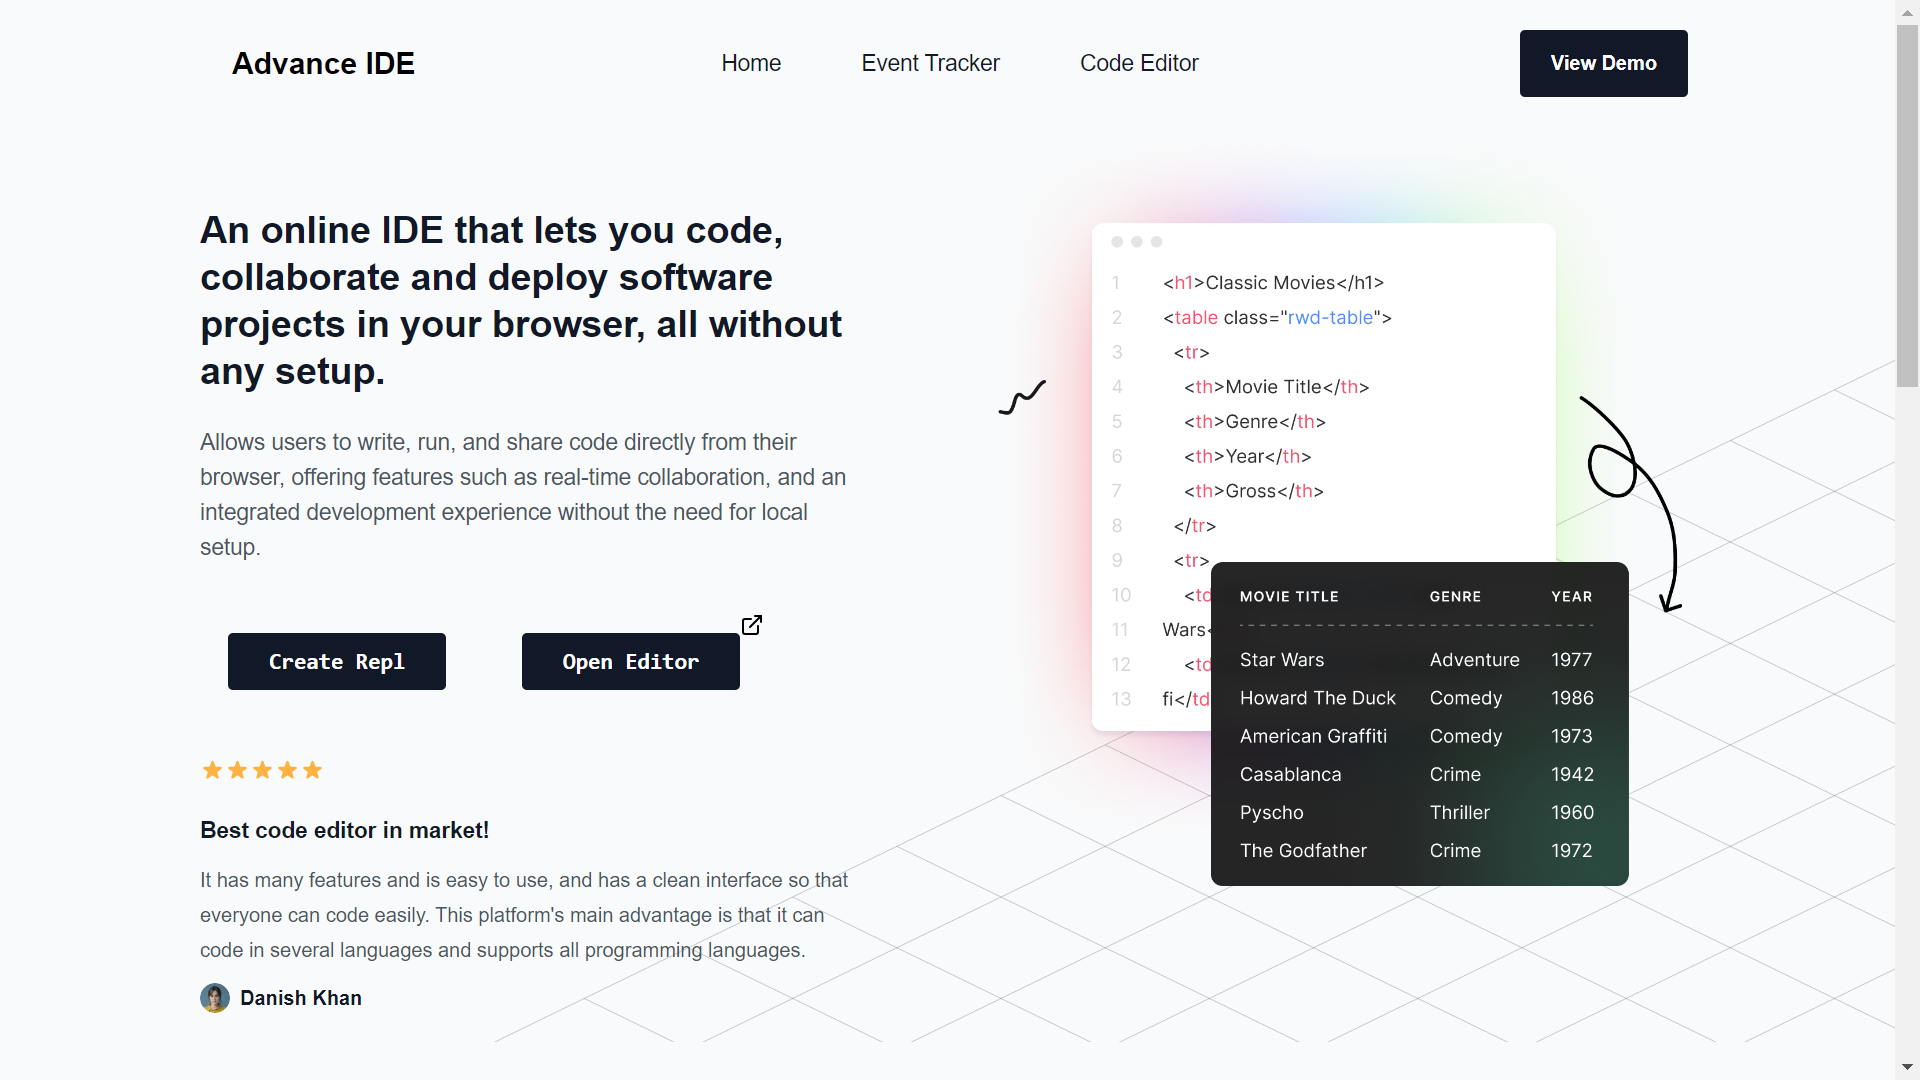 Advance IDE
Home
Event Tracker
Code Editor
View Demo
An online IDE that lets you code,
collaborate and deploy software
projects in your browser, all without
any setup.
Allows users to write, run, and share code directly from their
browser, offering features such as real-time collaboration, and an
integrated development experience without the need for local
setup.
Create Repl
Open Editor
Best code editor in market!
It has many features and is easy to use, and has a clean interface so that
everyone can code easily. This platform's main advantage is that it can
code in several languages and supports all programming languages.
Danish Khan
1 <h1>Classic Movies</h1>
2 <table class="rwd-table">
3 <tr>
4 <th>Movie Title</th>
5 <th>Genre</th>
6 <th>Year</th>
7 <th>Gross</th>
8 </tr>
9 <tr>
10 <td
11 Wars<
12 <td
13 fi</td
MOVIE TITLE GENRE YEAR
Star Wars Adventure 1977
Howard The Duck Comedy 1986
American Graffiti Comedy 1973
Casablanca Crime 1942
Pyscho Thriller 1960
The Godfather Crime 1972